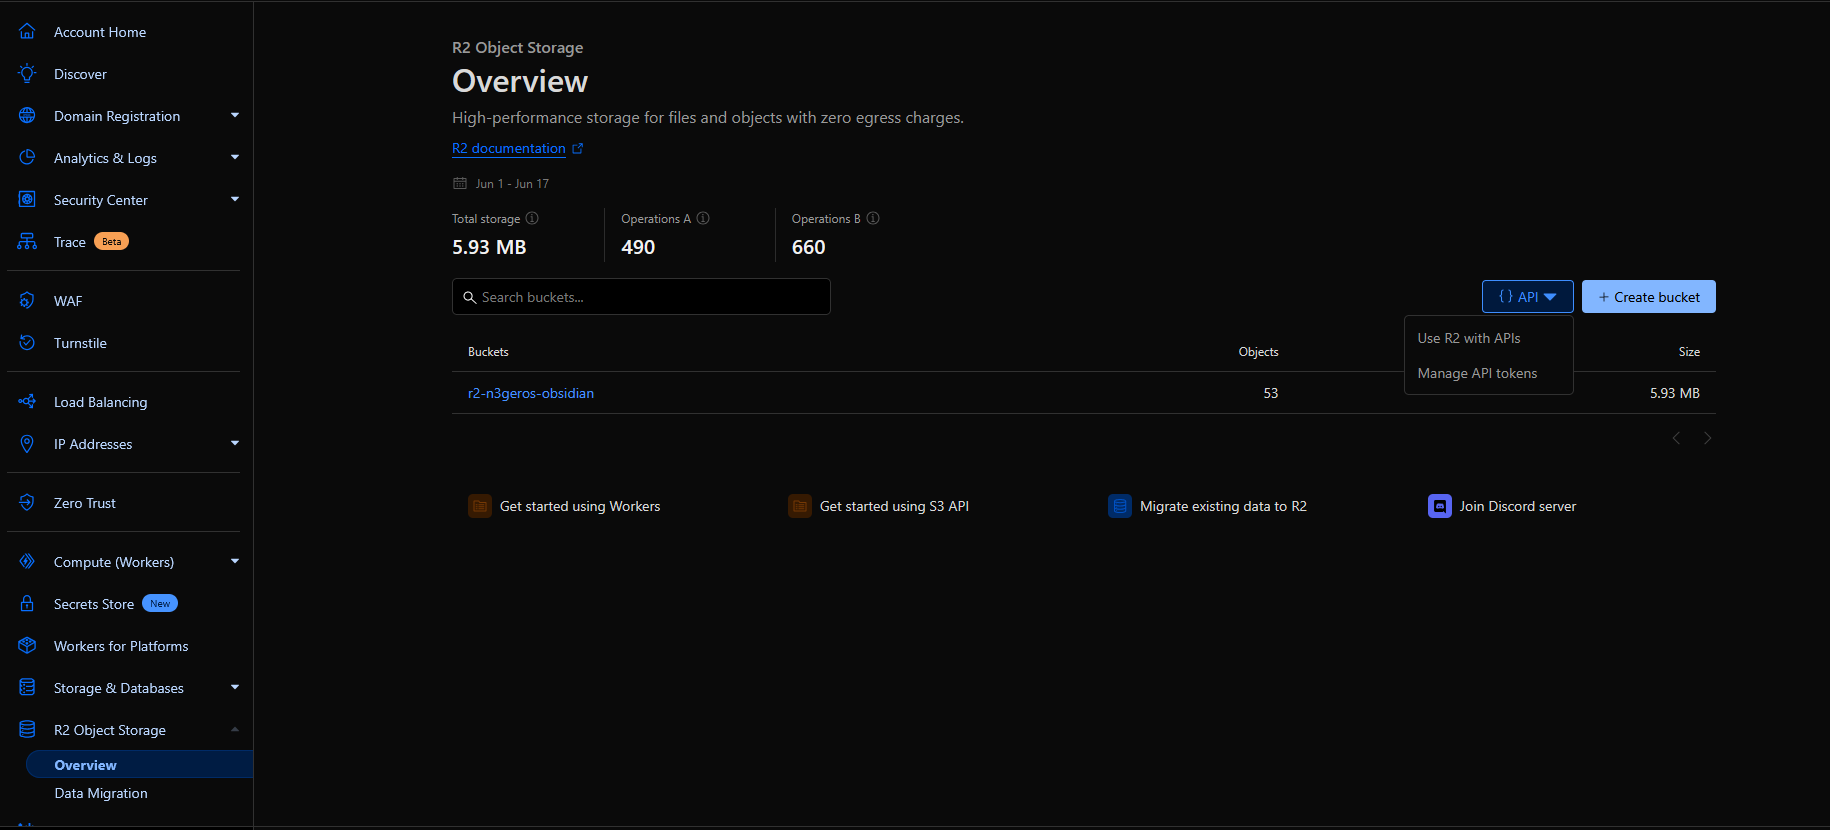 Account Home
Discover
Domain Registration
Analytics & Logs
Security Center
Trace Beta
WAF
Turnstile
Load Balancing
IP Addresses
Zero Trust
Compute (Workers)
Secrets Store New
Workers for Platforms
Storage & Databases
R2 Object Storage
Overview
Data Migration
R2 Object Storage
Overview
High-performance storage for files and objects with zero egress charges.
R2 documentation
Jun 1 - Jun 17
Total storage Operations A Operations B
5.93 MB 490 660
Search buckets...
{ } API + Create bucket
Use R2 with APIs
Manage API tokens
Buckets Objects Size
r2-n3geros-obsidian 53 5.93 MB
Get started using Workers Get started using S3 API Migrate existing data to R2 Join Discord server